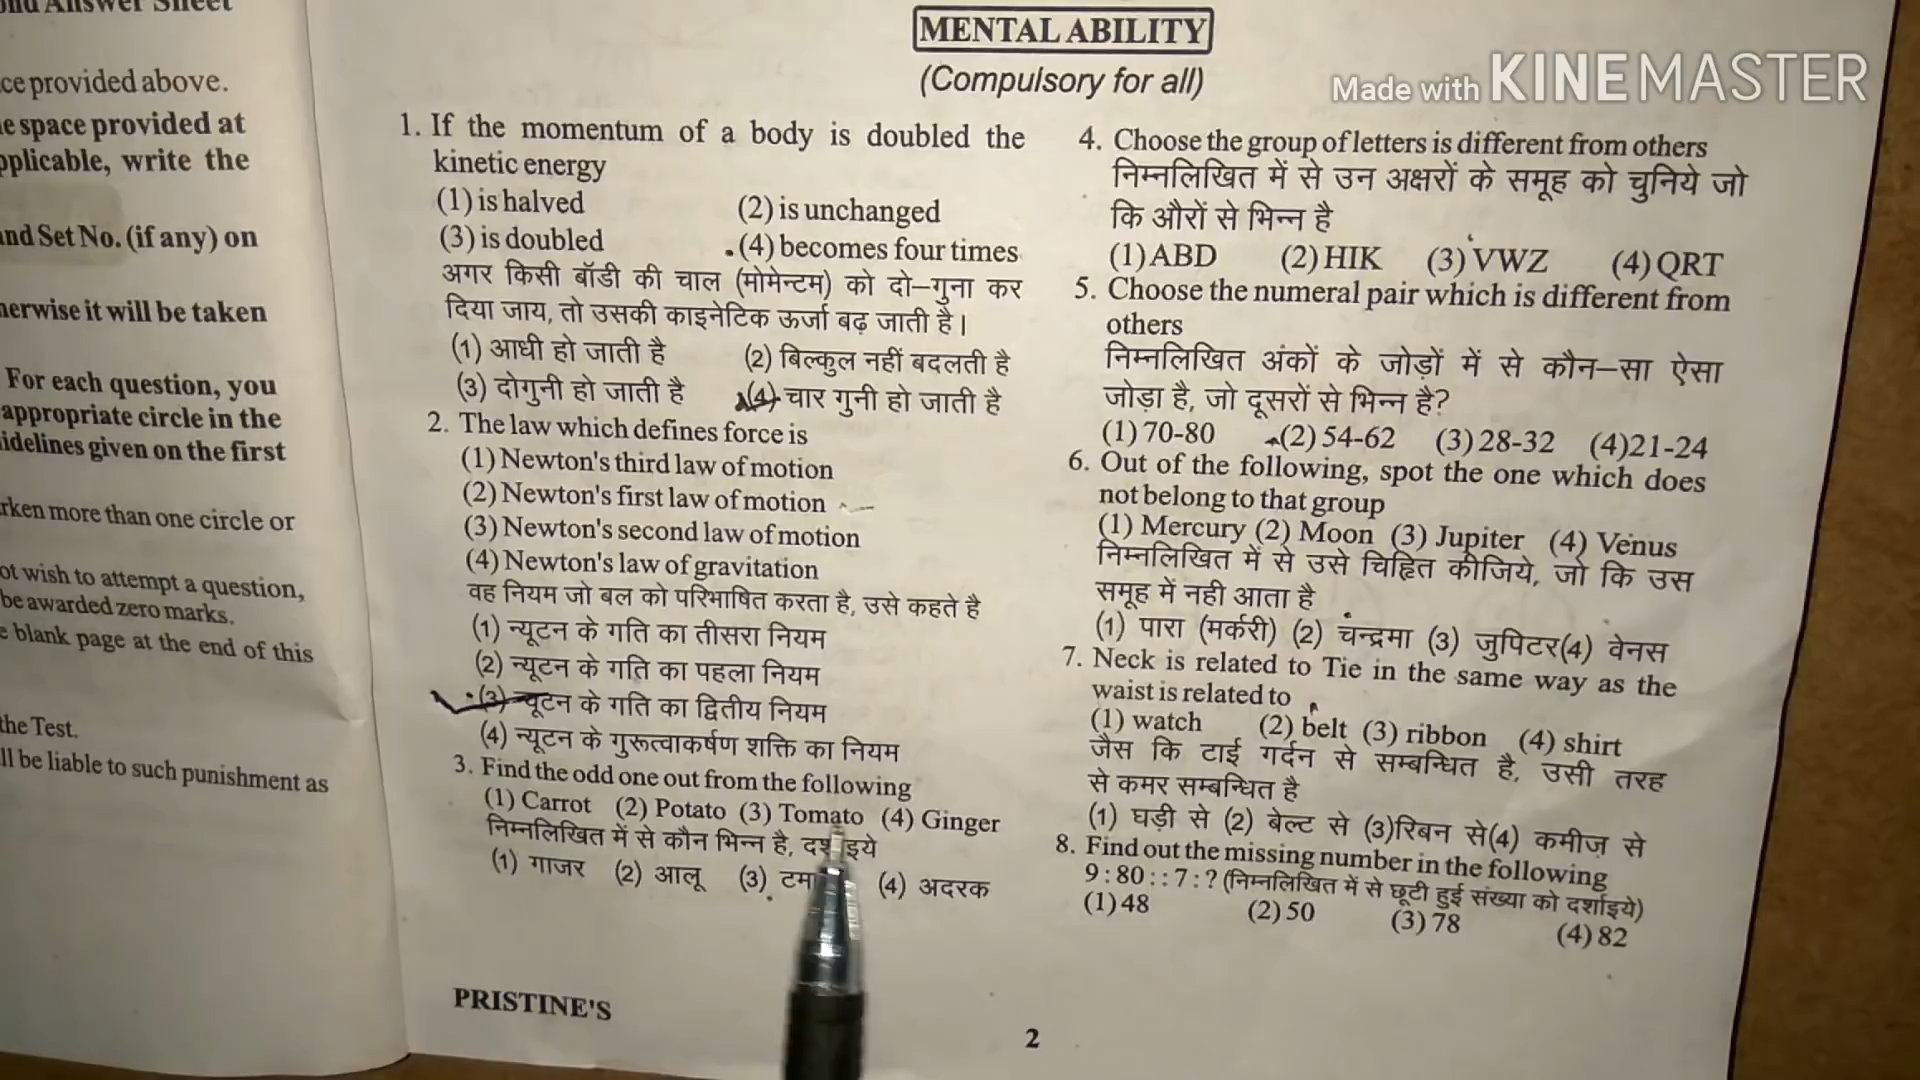 ond Answer Sheet
ce provided above.
e space provided at
pplicable, write the
and Set No. (if any) on
herwise it will be taken
For each question, you
appropriate circle in the
idelines given on the first
rken more than one circle or
ot wish to attempt a question,
be awarded zero marks.
e blank page at the end of this
the Test.
ll be liable to such punishment as
MENTAL ABILITY
(Compulsory for all)
Made with KINEMASTER
1. If the momentum of a body is doubled the
kinetic energy
(1) is halved (2) is unchanged
(3) is doubled (4) becomes four times
अगर किसी बॉडी की चाल (मोमेन्टम) को दो-गुना कर
दिया जाय, तो उसकी काइनेटिक ऊर्जा बढ़ जाती है।
(1) आधी हो जाती है (2) बिल्कुल नहीं बदलती है
(3) दोगुनी हो जाती है (4) चार गुनी हो जाती है
2. The law which defines force is
(1) Newton's third law of motion
(2) Newton's first law of motion
(3) Newton's second law of motion
(4) Newton's law of gravitation
वह नियम जो बल को परिभाषित करता है, उसे कहते है
(1) न्यूटन के गति का तीसरा नियम
(2) न्यूटन के गति का पहला नियम
(3) न्यूटन के गति का द्वितीय नियम
(4) न्यूटन के गुरूत्वाकर्षण शक्ति का नियम
3. Find the odd one out from the following
(1) Carrot (2) Potato (3) Tomato (4) Ginger
निम्नलिखित में से कौन भिन्न है, दर्शाइये
(1) गाजर (2) आलू (3) (4) अदरक
4. Choose the group of letters is different from others
निम्नलिखित में से उन अक्षरों के समूह को चुनिये जो
कि औरों से भिन्न है
(1) ABD (2) HIK (3) VWZ (4) QRT
5. Choose the numeral pair which is different from
others
निम्नलिखित अंकों के जोड़ों में से कौन-सा ऐसा
जोड़ा है, जो दूसरों से भिन्न है?
(1) 70-80 (2) 54-62 (3) 28-32 (4) 21-24
6. Out of the following, spot the one which does
not belong to that group
(1) Mercury (2) Moon (3) Jupiter (4) Venus
निम्नलिखित में से उसे चिह्नित कीजिये, जो कि उस
समूह में नही आता है
(1) पारा (मर्करी) (2) चन्द्रमा (3) जुपिटर(4) वेनस
7. Neck is related to Tie in the same way as the
waist is related to
(1) watch (2) belt (3) ribbon (4) shirt
जैस कि टाई गर्दन से सम्बन्धित है, उसी तरह
से कमर सम्बन्धित है
(1) घड़ी से (2) बेल्ट से (3)रिबन से(4) कमीज़ से
8. Find out the missing number in the following
9 : 80 : : 7 : ? (निम्नलिखित में से छूटी हुई संख्या को दर्शाइये)
(1) 48 (2) 50 (3) 78 (4) 82
PRISTINE'S
2